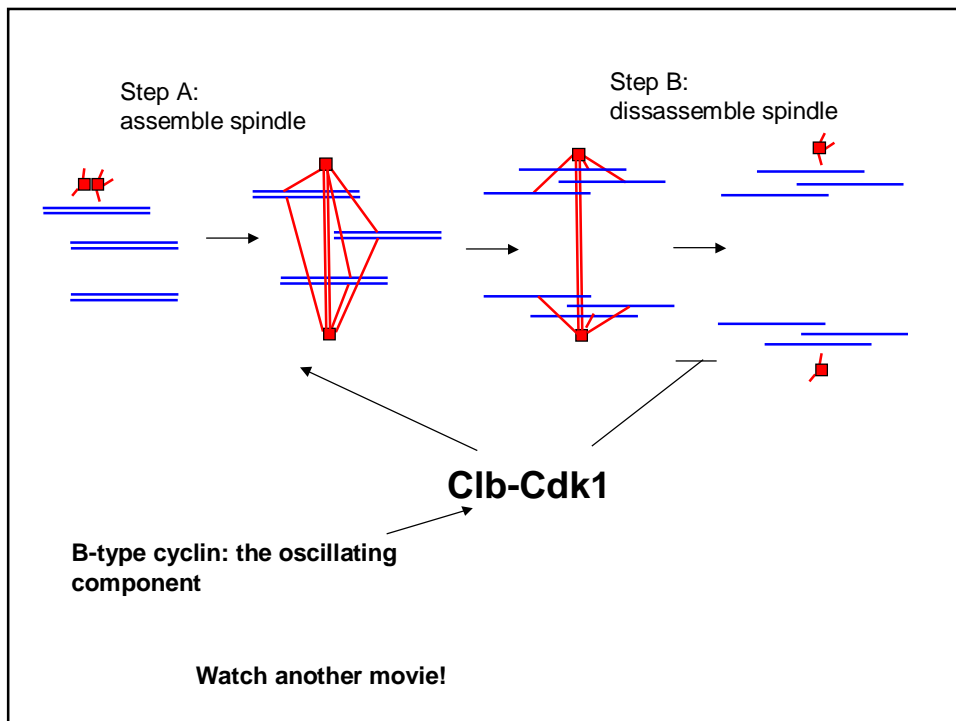 Step A:
assemble spindle
Step B:
dissassemble spindle
Clb-Cdk1
B-type cyclin: the oscillating
component
Watch another movie!